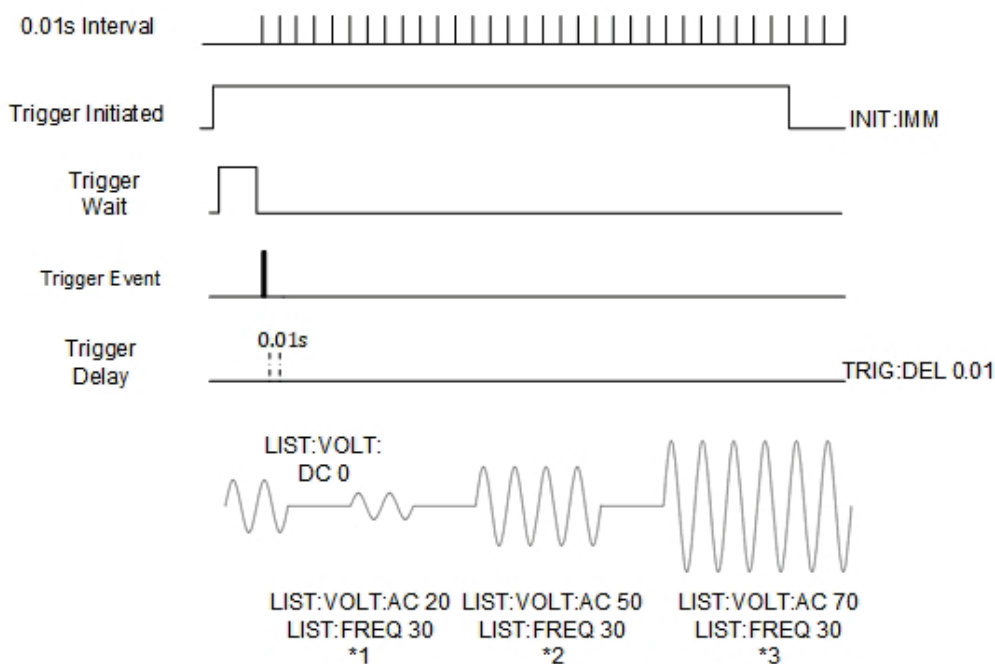 0.01s Interval
Trigger Initiated
INIT:IMM
Trigger
Wait
Trigger Event
0.01s
Trigger
Delay
TRIG:DEL 0.01
LIST:VOLT:
DC 0
LIST:VOLT:AC 20 LIST:VOLT:AC 50 LIST:VOLT:AC 70
LIST:FREQ 30 LIST:FREQ 30 LIST:FREQ 30
*1 *2 *3